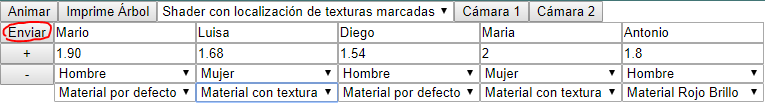 Animar Imprime Árbol Shader con localización de texturas marcadas Cámara 1 Cámara 2
Enviar Mario Luisa Diego Maria Antonio
+ 1.90 1.68 1.54 2 1.8
- Hombre Mujer Hombre Mujer Hombre
Material por defecto Material con textura Material por defecto Material con textura Material Rojo Brillo